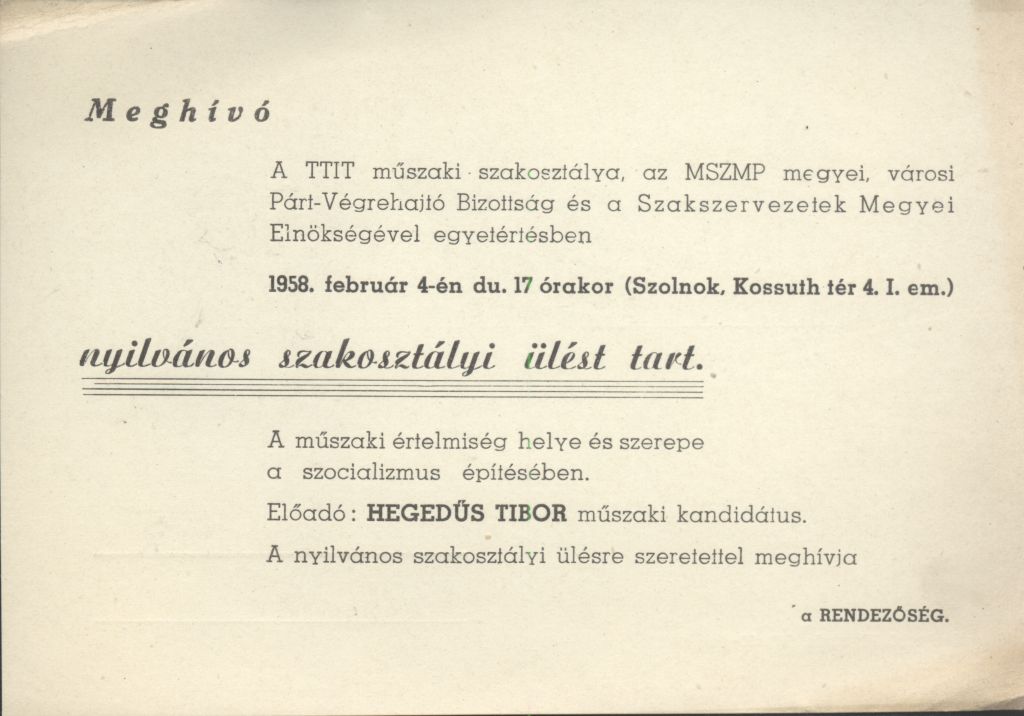 Meghívó
A TTIT műszaki szakosztálya, az MSZMP megyei, városi
Párt-Végrehajtó Bizottság és a Szakszervezetek Megyei
Elnökségével egyetértésben
1958. február 4-én du. 17 órakor (Szolnok, Kossuth tér 4. I. em.)
nyilvános szakosztályi ülést tart.
A műszaki értelmiség helye és szerepe
a szocializmus építésében.
Előadó: HEGEDŰS TIBOR műszaki kandidátus.
A nyilvános szakosztályi ülésre szeretettel meghívja
a RENDEZŐSÉG.